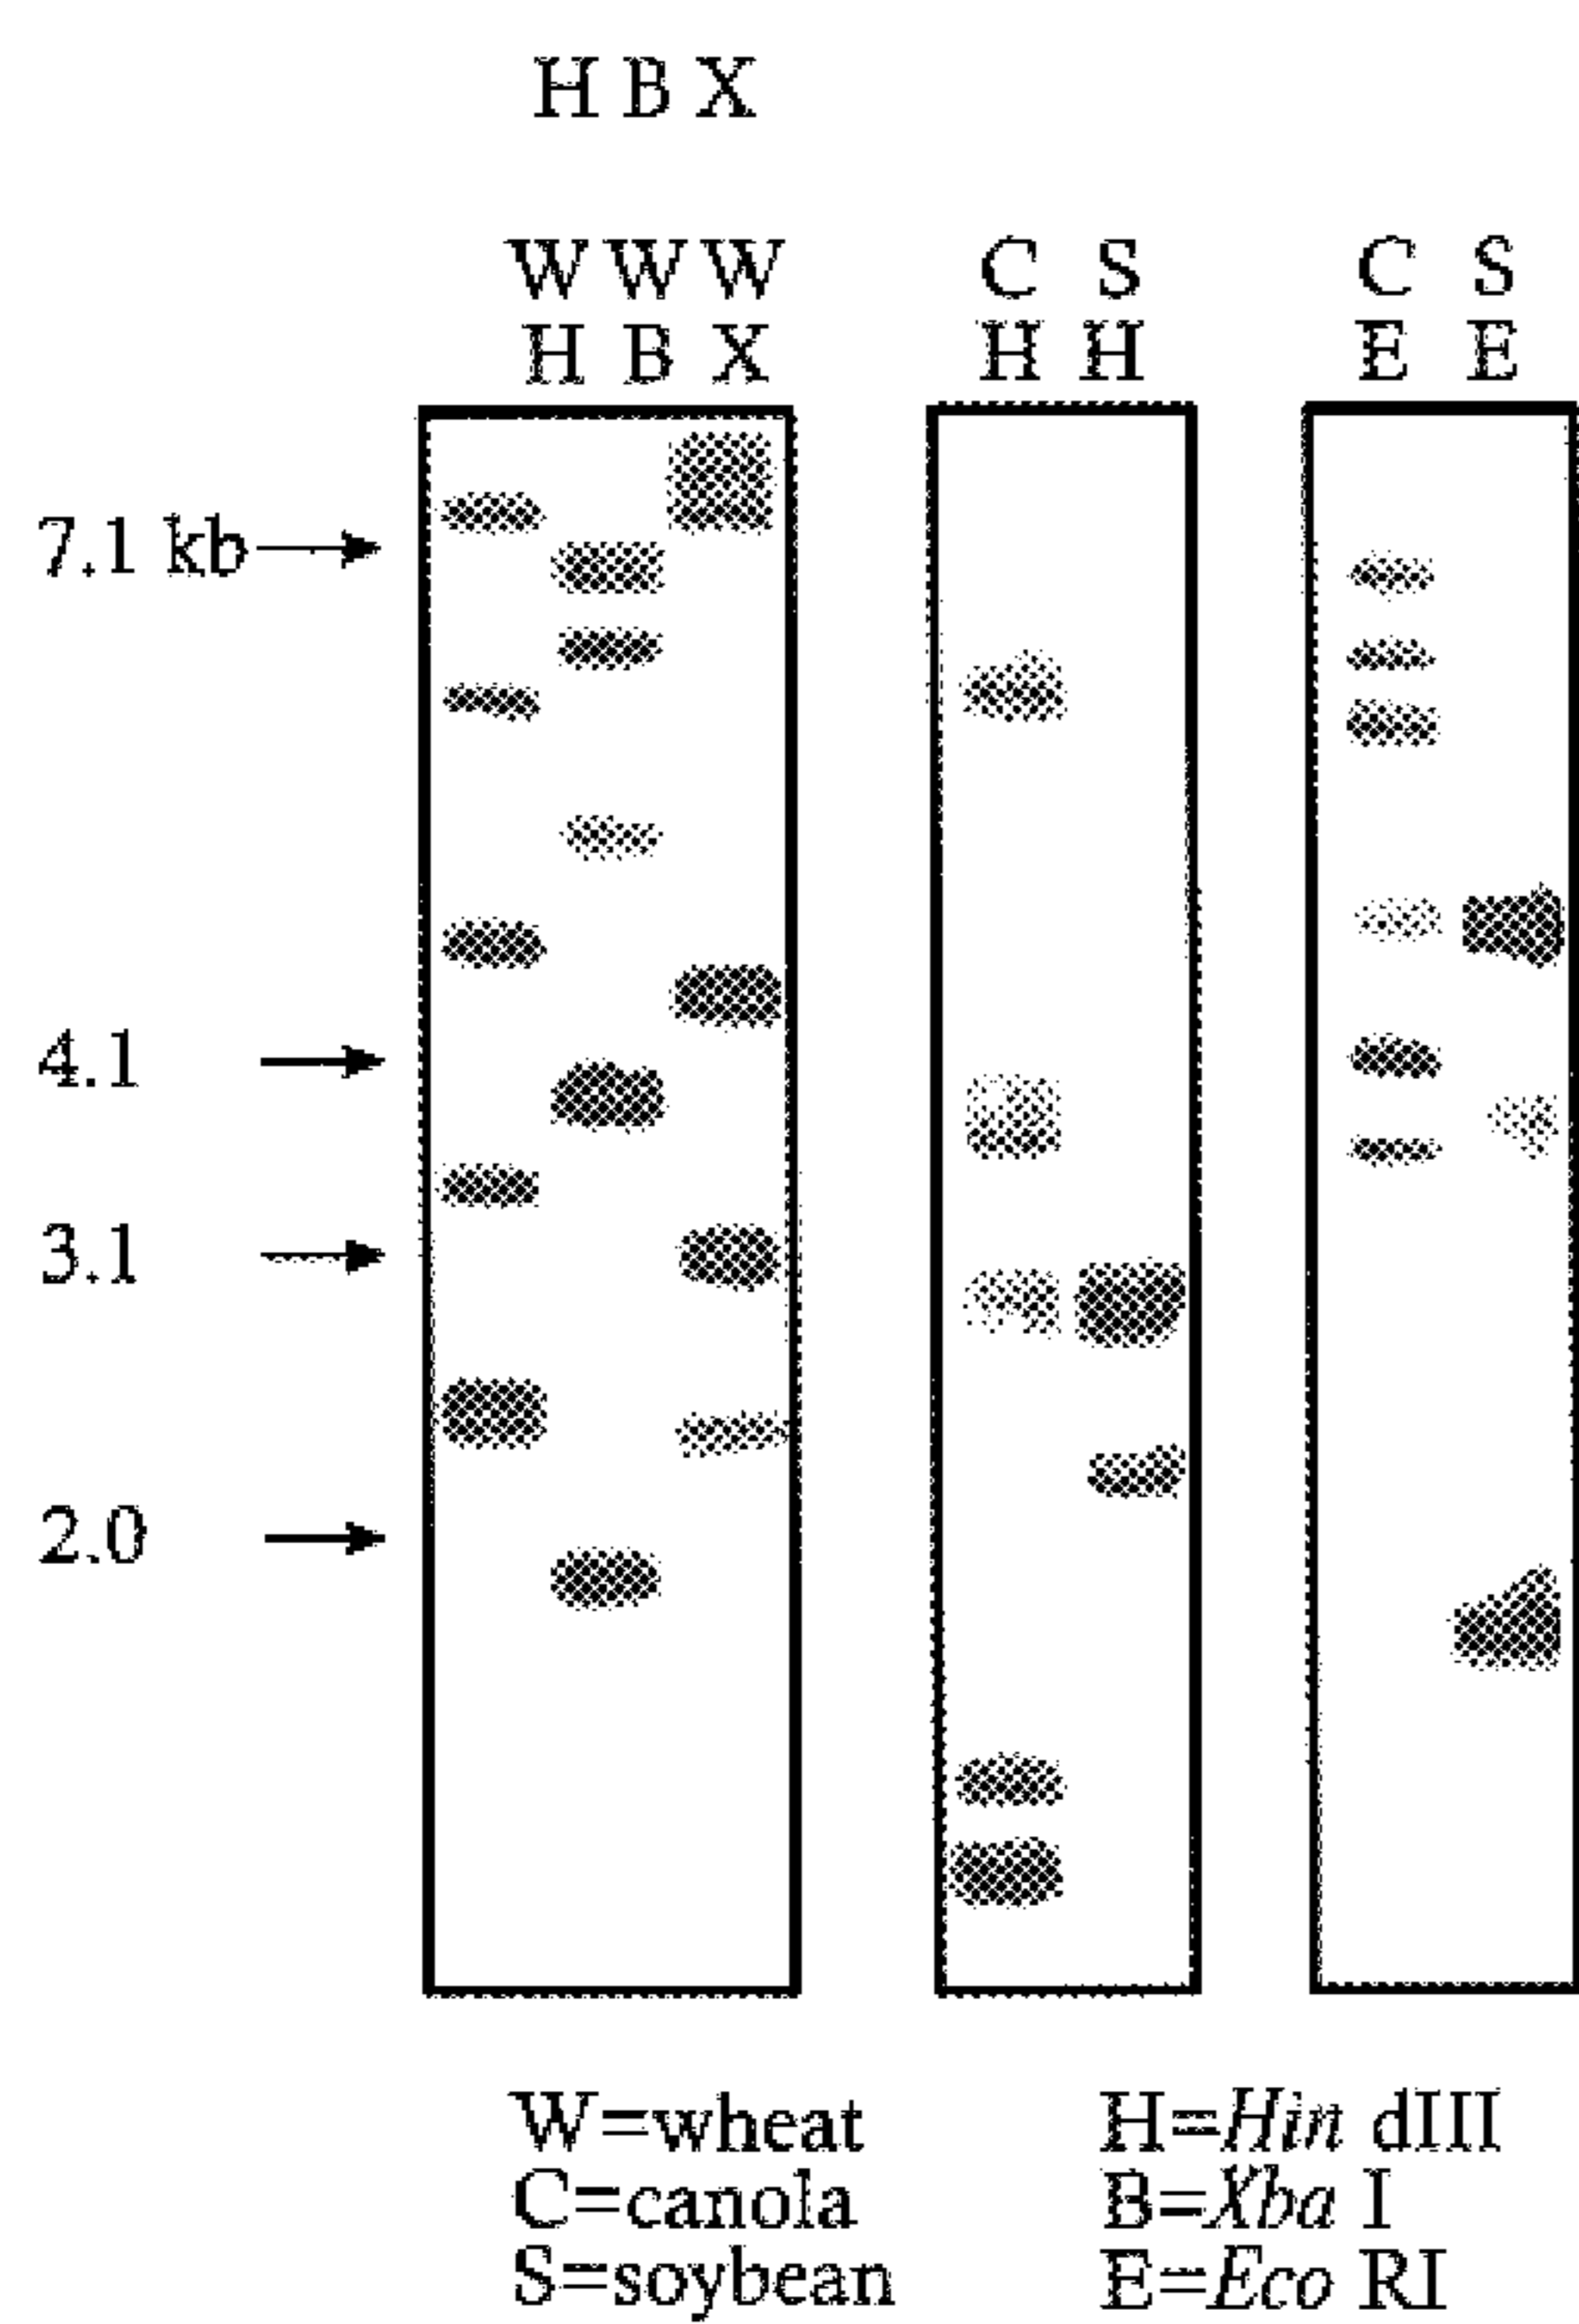 H B X
W W W
H B X
C S
H H
C S
E E
7.1 kb
4.1
3.1
2.0
W=wheat
C=canola
S=soybean
H=Hin dIII
B=Xba I
E=Eco RI